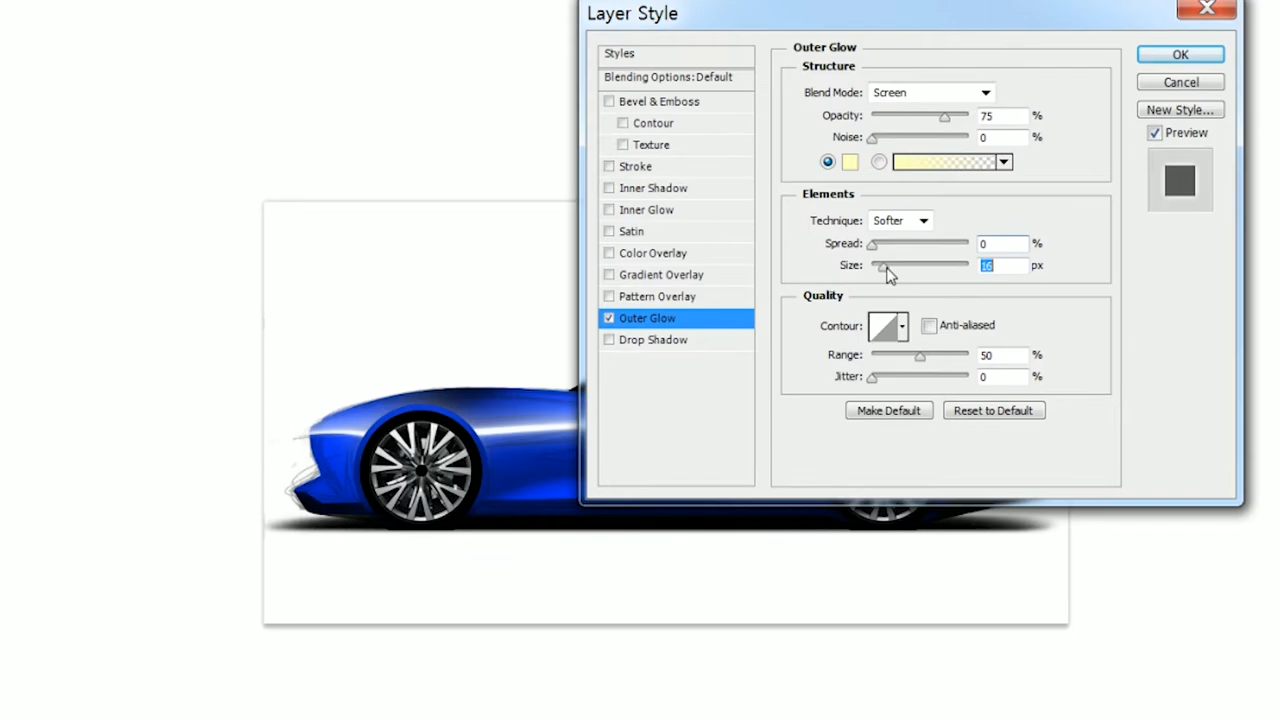 Layer Style
Styles
Blending Options:Default
Bevel & Emboss
Contour
Texture
Stroke
Inner Shadow
Inner Glow
Satin
Color Overlay
Gradient Overlay
Pattern Overlay
Outer Glow
Drop Shadow
Outer Glow
Structure
Blend Mode: Screen
Opacity: 75 %
Noise: 0 %
Elements
Technique: Softer
Spread: 0 %
Size: 16 px
Quality
Contour: Anti-aliased
Range: 50 %
Jitter: 0 %
Make Default Reset to Default
OK
Cancel
New Style...
Preview